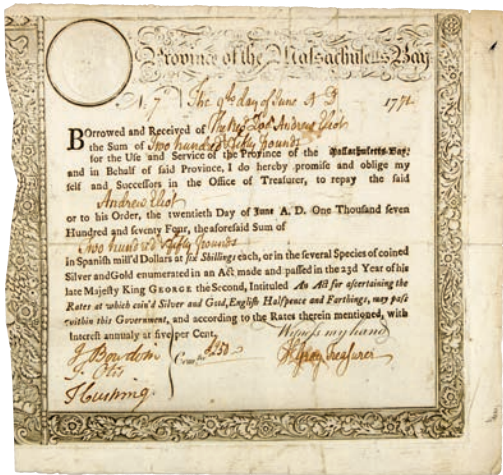 Province of the Massachusetts Bay
N. 7 The 9th day of June A D 177
Borrowed and Received of The Revd Andrew Eliot
the Sum of Two hundred & fifty Pounds
for the Use and Service of the Province of the Massachusetts-Bay;
and in Behalf of said Province, I do hereby promise and oblige my
self and Successors in the Office of Treasurer, to repay the said
Andrew Eliot
or to his Order, the twentieth Day of June A. D. One Thousand seven
Hundred and seventy Four, the aforesaid Sum of
Two hundred & fifty Pounds
in Spanish mill'd Dollars at six Shillings each, or in the several Species of coined
Silver and Gold enumerated in an Act made and passed in the 23d Year of his
late Majesty King GEORGE the Second, Intituled An Act for ascertaining the
Rates at which coin'd Silver and Gold, English Halfpence and Farthings, may pass
within this Government, and according to the Rates therein mentioned, with
Interest annualy at five per Cent.
Witness my hand
J Bowdoin
J. Otis
£250
H Gray Treasurer
T Cushing